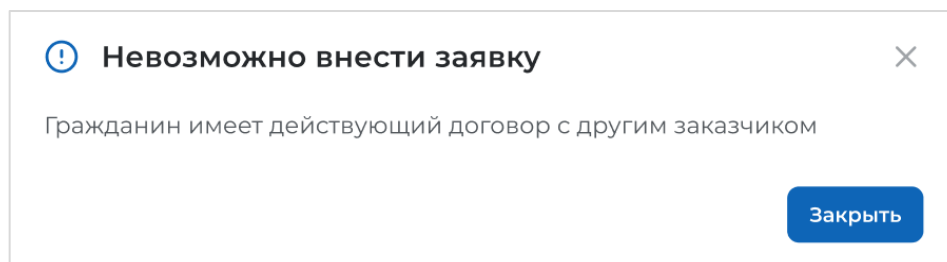 Невозможно внести заявку
Гражданин имеет действующий договор с другим заказчиком
Закрыть